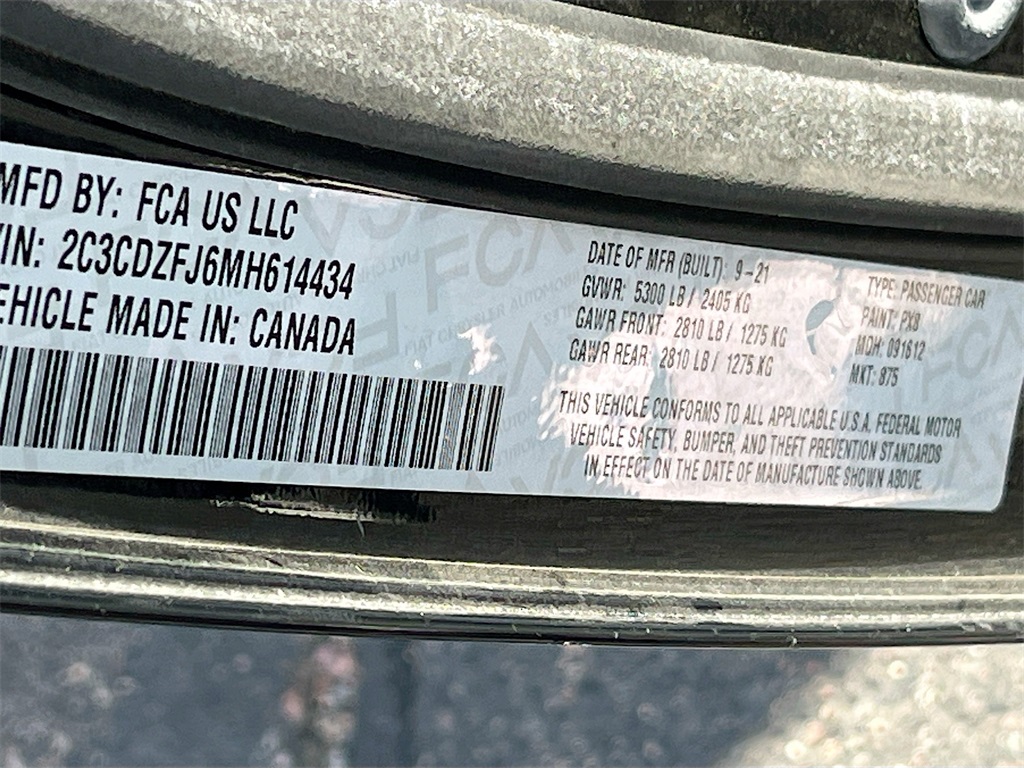 MFD BY: FCA US LLC
VIN: 2C3CDZFJ6MH614434
VEHICLE MADE IN: CANADA
DATE OF MFR (BUILT): 9-21
GVWR: 5300 LB / 2405 KG
GAWR FRONT: 2810 LB / 1275 KG
GAWR REAR: 2810 LB / 1275 KG
TYPE: PASSENGER CAR
PAINT: PX8
MDH: 091612
MKT: 875
THIS VEHICLE CONFORMS TO ALL APPLICABLE U.S.A. FEDERAL MOTOR
VEHICLE SAFETY, BUMPER, AND THEFT PREVENTION STANDARDS
IN EFFECT ON THE DATE OF MANUFACTURE SHOWN ABOVE.